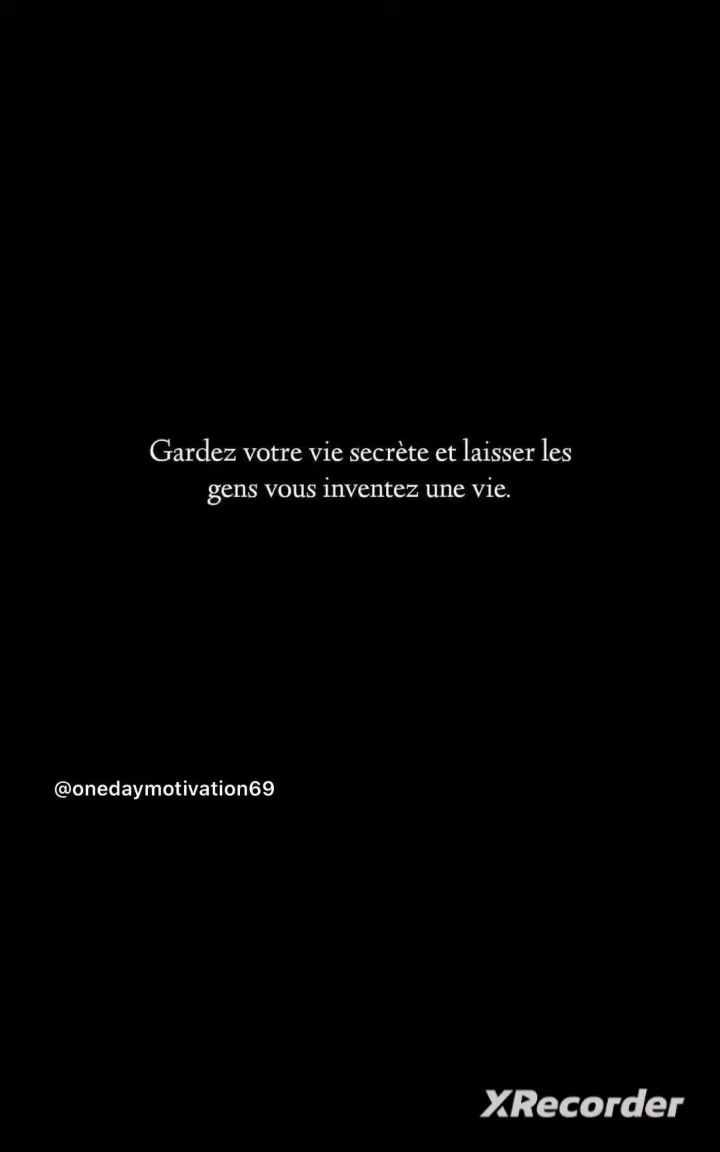 Gardez votre vie secrète et laisser les
gens vous inventez une vie.
@onedaymotivation69
XRecorder